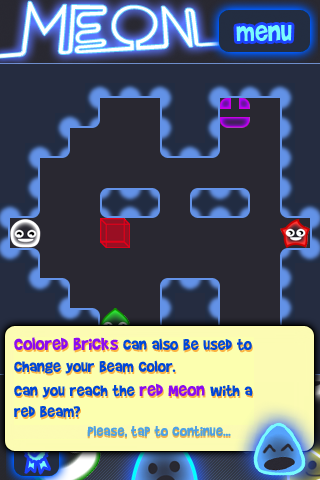 MEON
menu
Colored Bricks can also be used to
change your Beam color.
Can you reach the red Meon with a
red Beam?
Please, tap to continue...